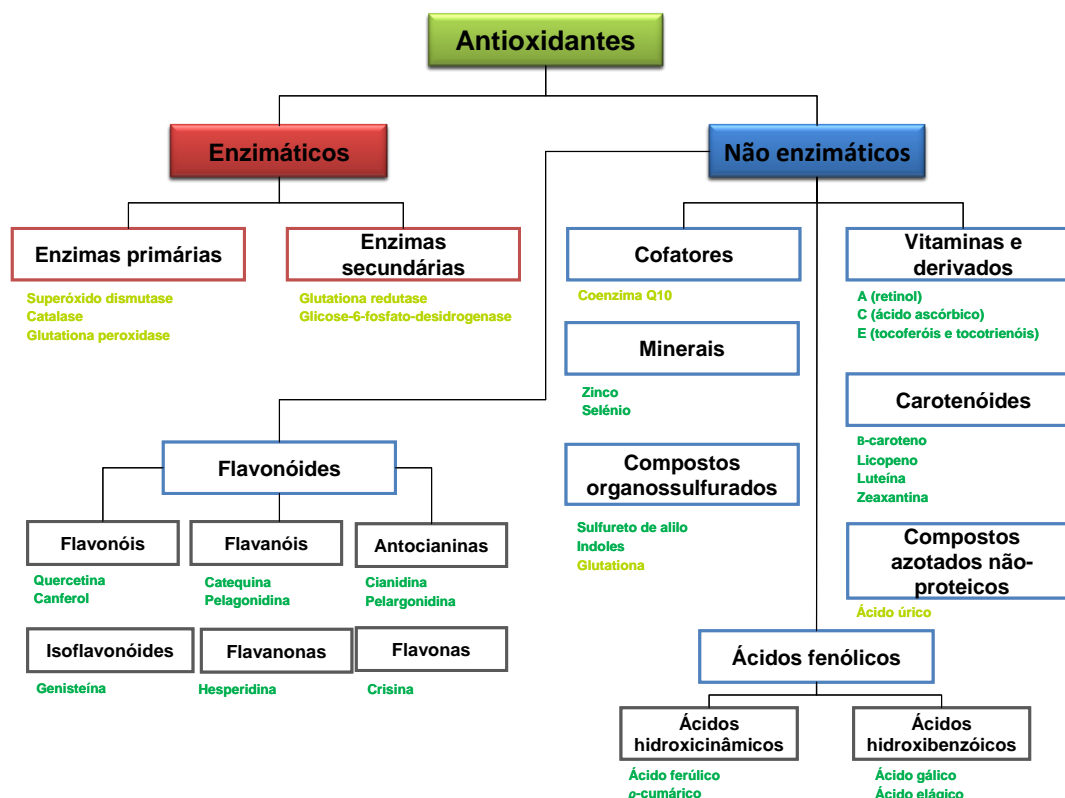 Antioxidantes
Enzimáticos
Não enzimáticos
Enzimas primárias
Superóxido dismutase
Catalase
Glutationa peroxidase
Enzimas
secundárias
Glutationa redutase
Glicose-6-fosfato-desidrogenase
Cofatores
Coenzima Q10
Vitaminas e
derivados
A (retinol)
C (ácido ascórbico)
E (tocoferóis e tocotrienóis)
Minerais
Zinco
Selénio
Carotenóides
B-caroteno
Licopeno
Luteína
Zeaxantina
Compostos
organossulfurados
Sulfureto de alilo
Indoles
Glutationa
Compostos
azotados não-
proteicos
Ácido úrico
Flavonóides
Flavonóis
Quercetina
Canferol
Flavanóis
Catequina
Pelagonidina
Antocianinas
Cianidina
Pelargonidina
Isoflavonóides
Genisteína
Flavanonas
Hesperidina
Flavonas
Crisina
Ácidos fenólicos
Ácidos
hidroxicinâmicos
Ácido ferúlico
ρ-cumárico
Ácidos
hidroxibenzóicos
Ácido gálico
Ácido elágico